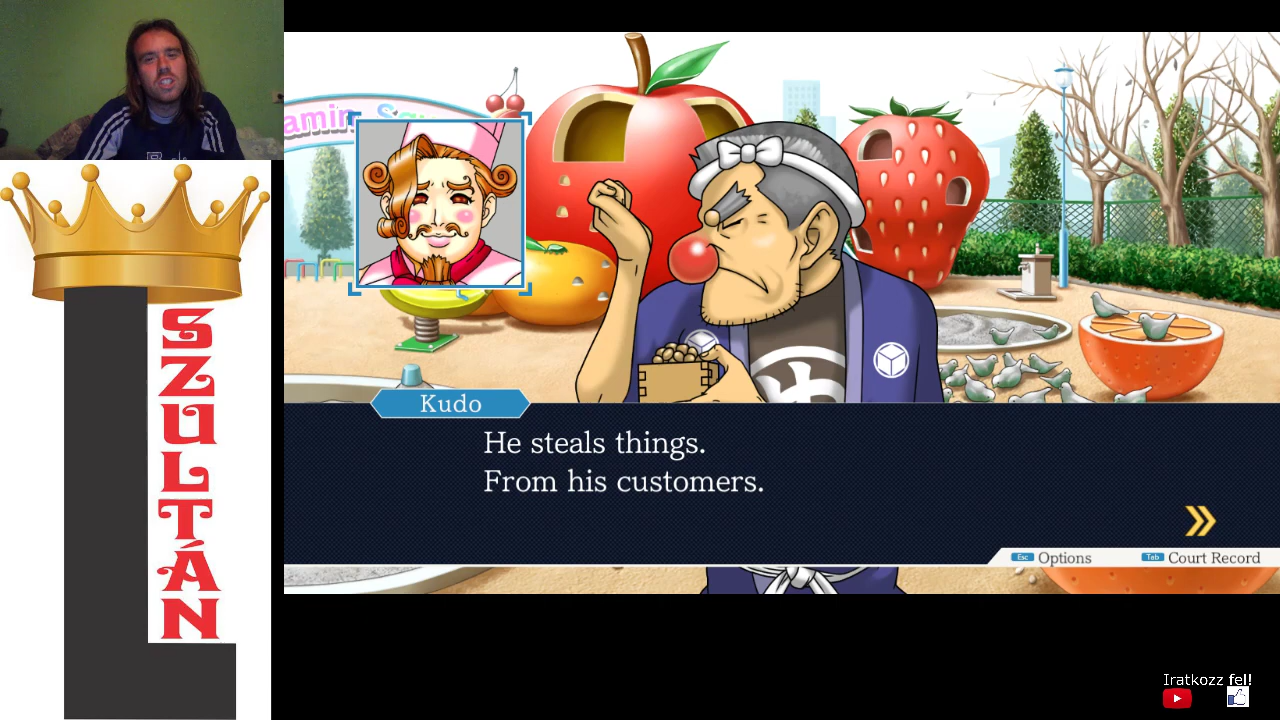 SZULTÁN
Kudo
He steals things.
From his customers.
Esc Options
Tab Court Record
Iratkozz fel!